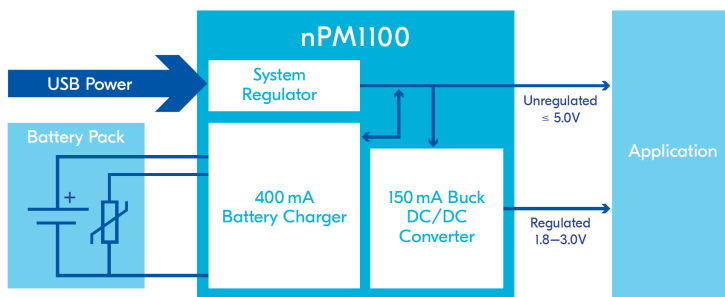 nPM1100
USB Power
System
Regulator
Unregulated
≤ 5.0V
Battery Pack
+
400 mA
Battery Charger
150 mA Buck
DC/DC
Converter
Regulated
1.8–3.0V
Application